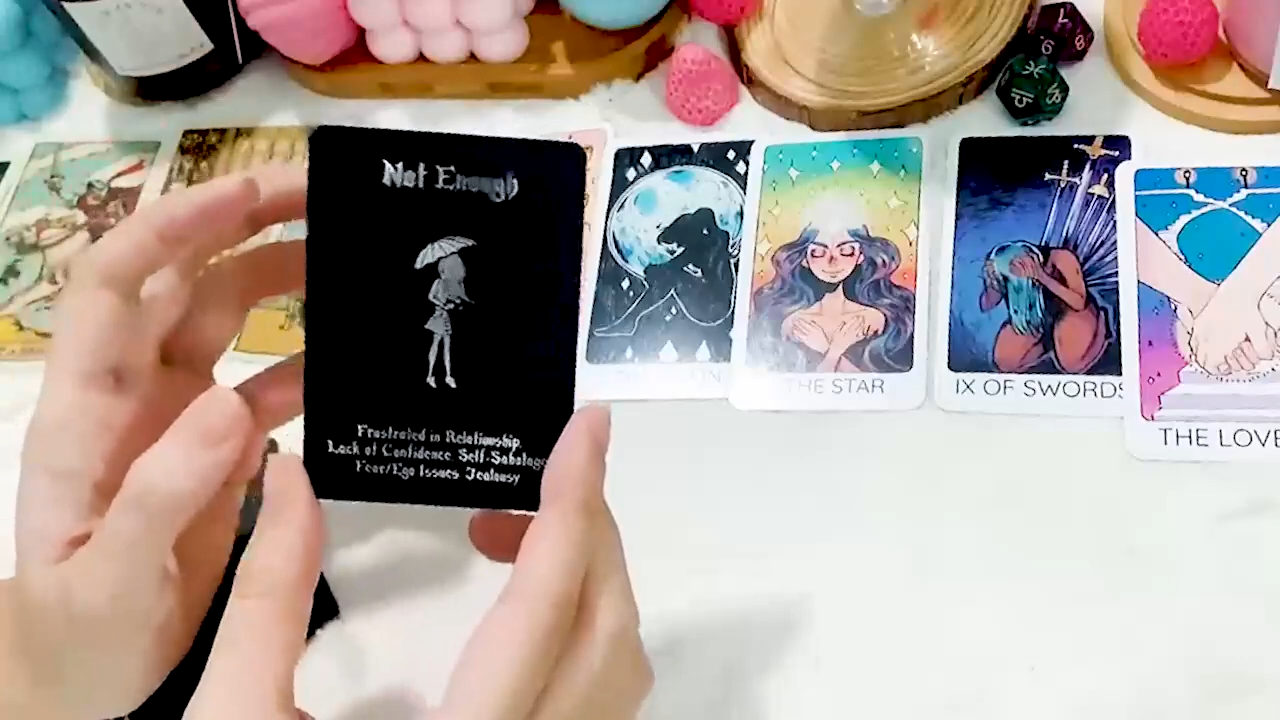 Not Enough
Frustrated in Relationship,
Lack of Confidence Self-Sabotage
Fear/Ego Issues Jealousy
THE STAR
IX OF SWORDS
THE LOVE